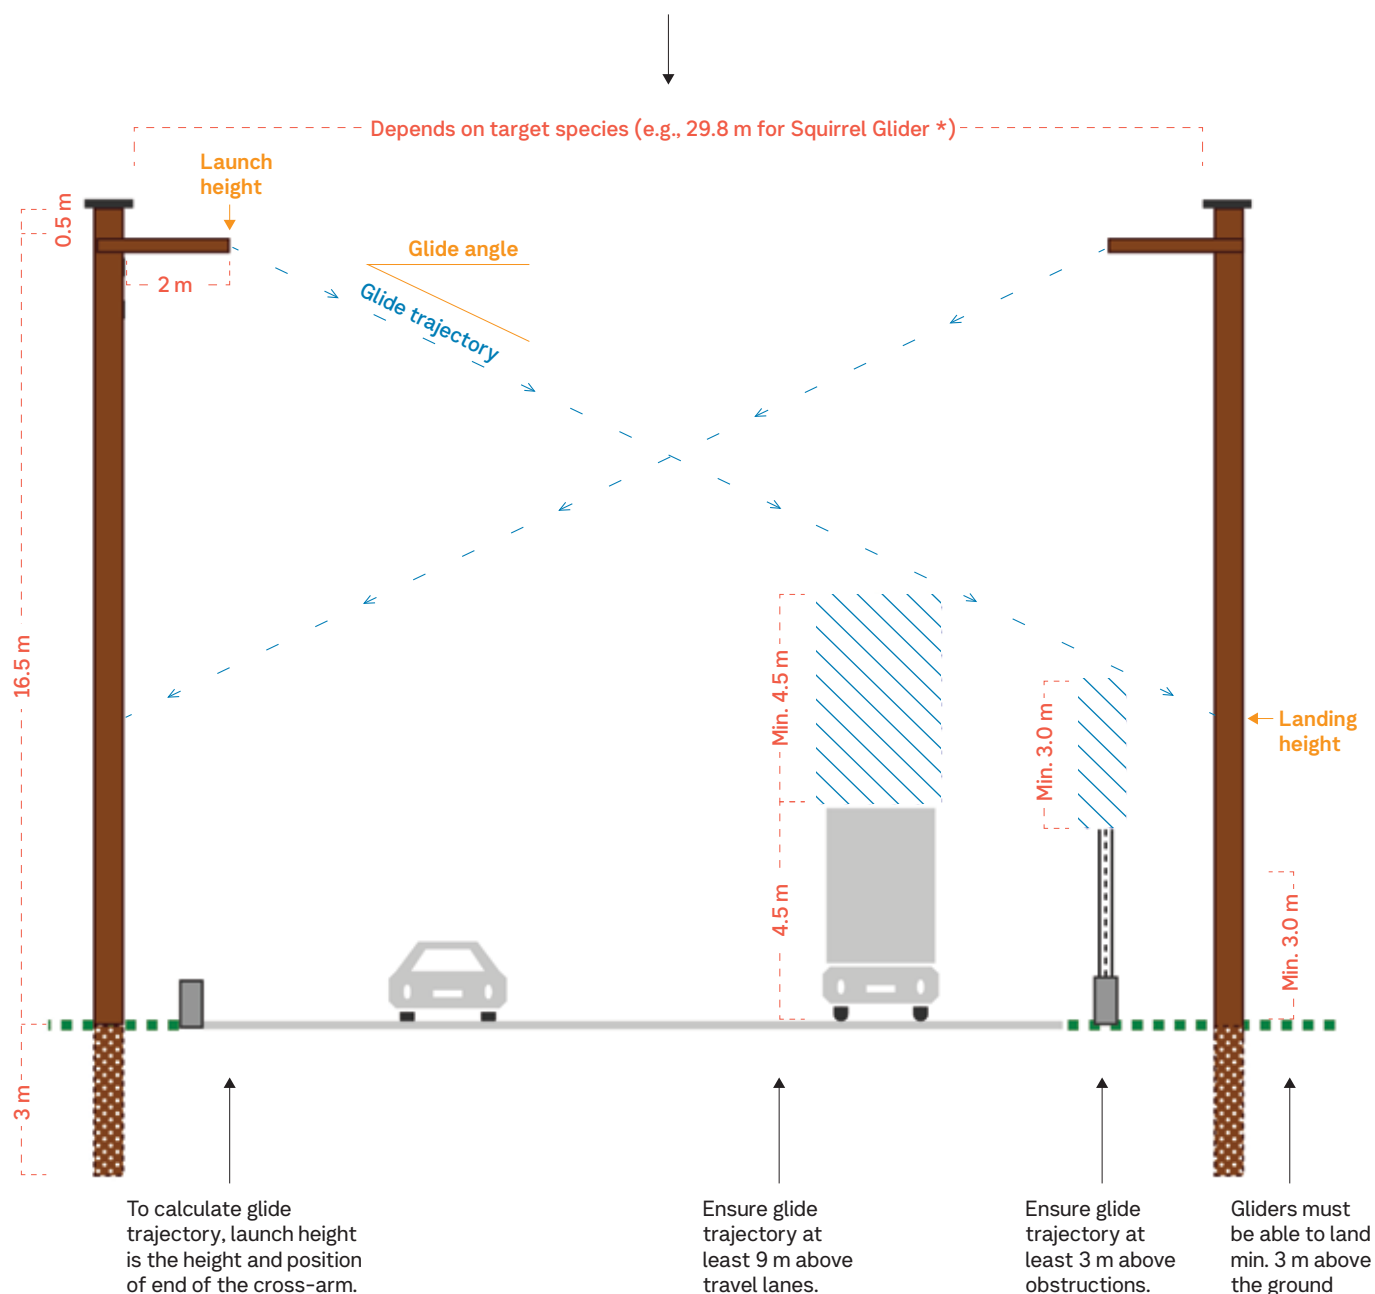 Depends on target species (e.g., 29.8 m for Squirrel Glider *)
Launch
height
0.5 m
Glide angle
2 m
Glide trajectory
16.5 m
Min. 4.5 m
Min. 3.0 m
Landing
height
4.5 m
Min. 3.0 m
3 m
To calculate glide
trajectory, launch height
is the height and position
of end of the cross-arm.
Ensure glide
trajectory at
least 9 m above
travel lanes.
Ensure glide
trajectory at
least 3 m above
obstructions.
Gliders must
be able to land
min. 3 m above
the ground